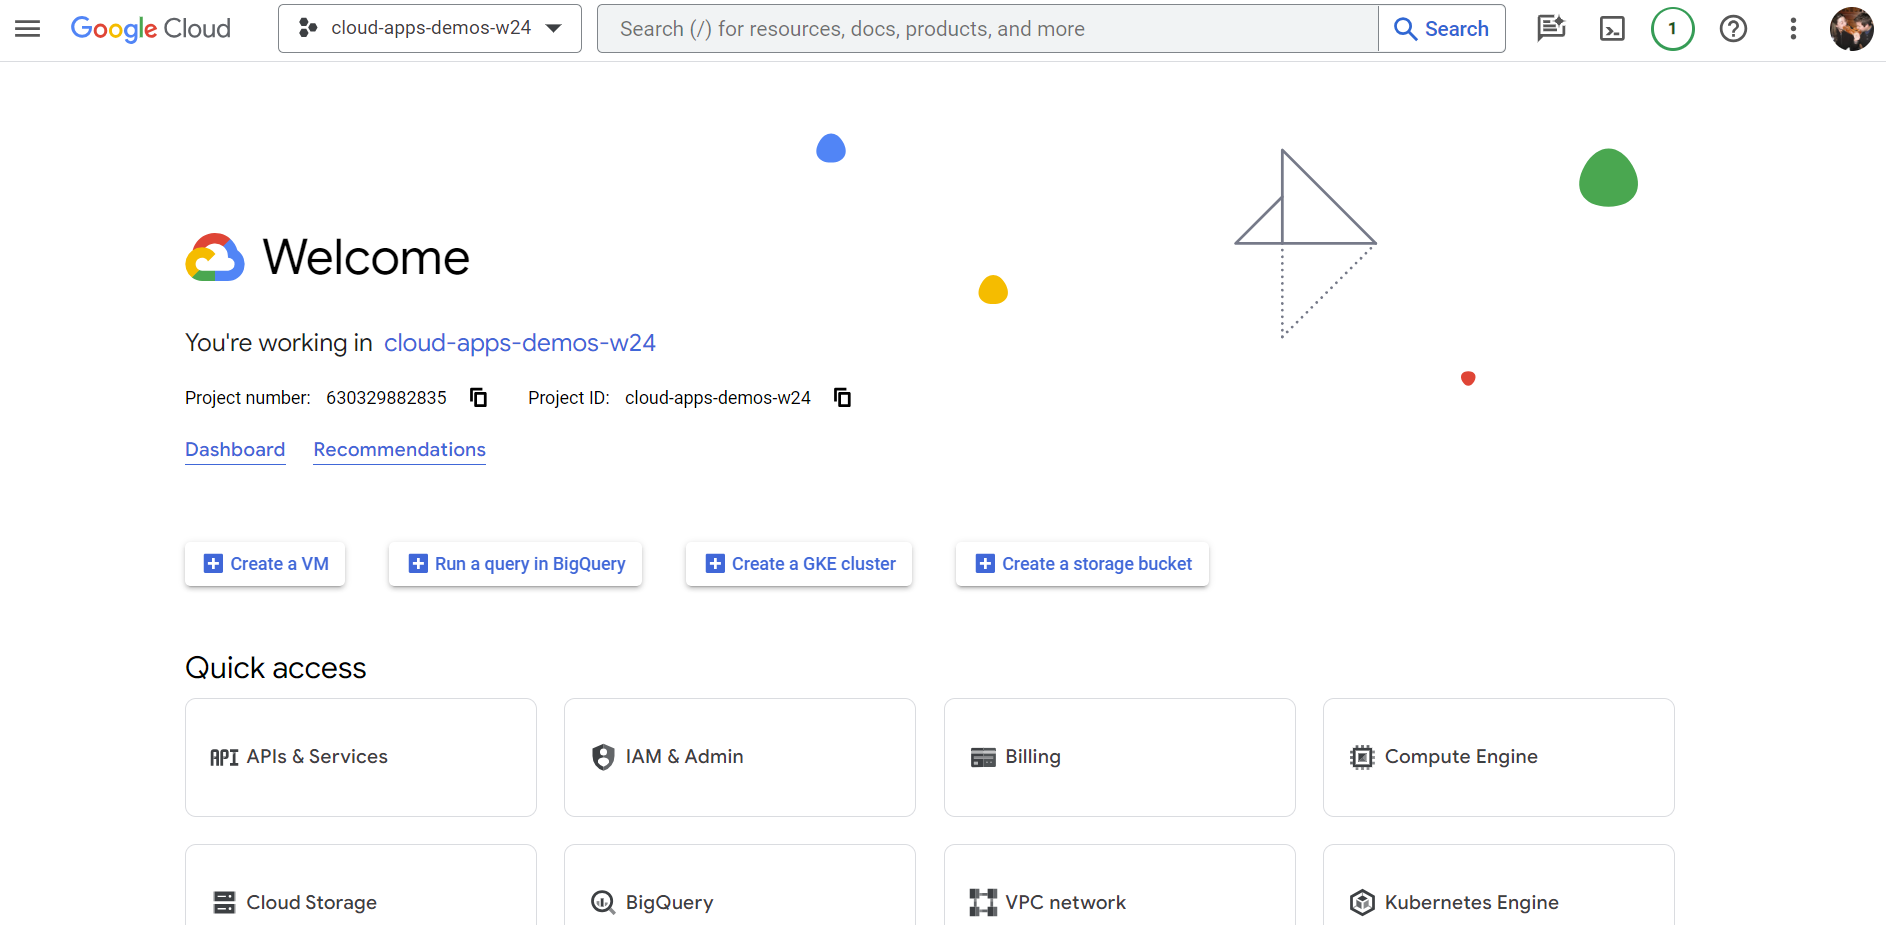 Google Cloud
cloud-apps-demos-w24
Search (/) for resources, docs, products, and more
Search
1
Welcome
You're working in cloud-apps-demos-w24
Project number: 630329882835 Project ID: cloud-apps-demos-w24
Dashboard Recommendations
Create a VM
Run a query in BigQuery
Create a GKE cluster
Create a storage bucket
Quick access
API APIs & Services
IAM & Admin
Billing
Compute Engine
Cloud Storage
BigQuery
VPC network
Kubernetes Engine